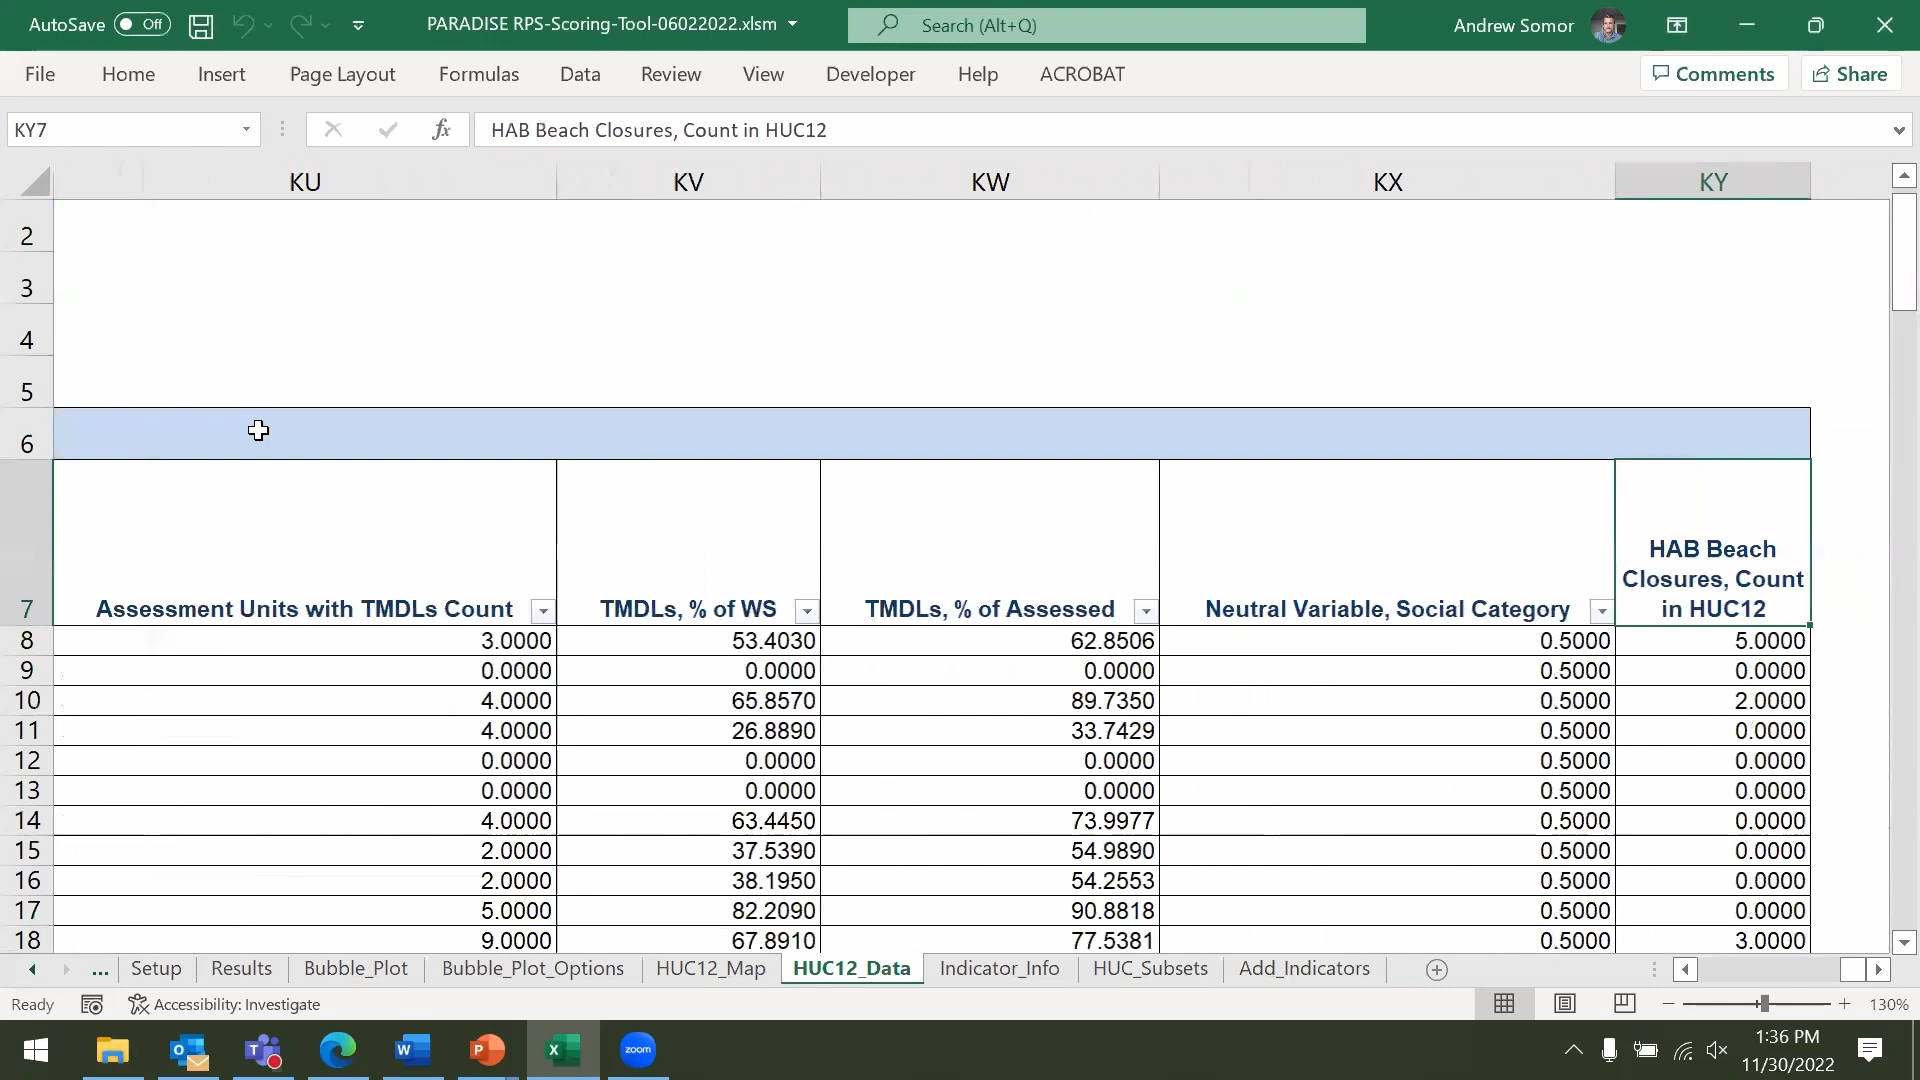 AutoSave Off PARADISE RPS-Scoring-Tool-06022022.xlsm Search (Alt+Q) Andrew Somor
File Home Insert Page Layout Formulas Data Review View Developer Help ACROBAT Comments Share
KY7 fx HAB Beach Closures, Count in HUC12
KU KV KW KX KY
2
3
4
5
6
HAB Beach
Closures, Count
7 Assessment Units with TMDLs Count TMDLs, % of WS TMDLs, % of Assessed Neutral Variable, Social Category in HUC12
8 3.0000 53.4030 62.8506 0.5000 5.0000
9 0.0000 0.0000 0.0000 0.5000 0.0000
10 4.0000 65.8570 89.7350 0.5000 2.0000
11 4.0000 26.8890 33.7429 0.5000 0.0000
12 0.0000 0.0000 0.0000 0.5000 0.0000
13 0.0000 0.0000 0.0000 0.5000 0.0000
14 4.0000 63.4450 73.9977 0.5000 0.0000
15 2.0000 37.5390 54.9890 0.5000 0.0000
16 2.0000 38.1950 54.2553 0.5000 0.0000
17 5.0000 82.2090 90.8818 0.5000 0.0000
18 9.0000 67.8910 77.5381 0.5000 3.0000
... Setup Results Bubble_Plot Bubble_Plot_Options HUC12_Map HUC12_Data Indicator_Info HUC_Subsets Add_Indicators
Ready Accessibility: Investigate 130%
zoom 1:36 PM
11/30/2022